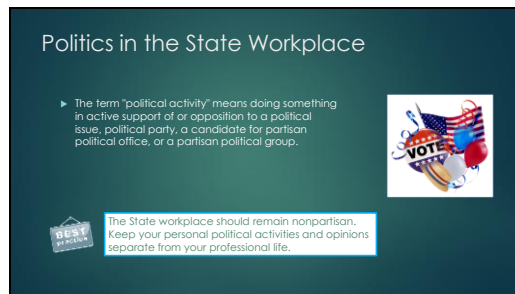 Politics in the State Workplace
The term "political activity" means doing something
in active support of or opposition to a political
issue, political party, a candidate for partisan
political office, or a partisan political group.
VOTE
BEST
PRACTICE
The State workplace should remain nonpartisan.
Keep your personal political activities and opinions
separate from your professional life.